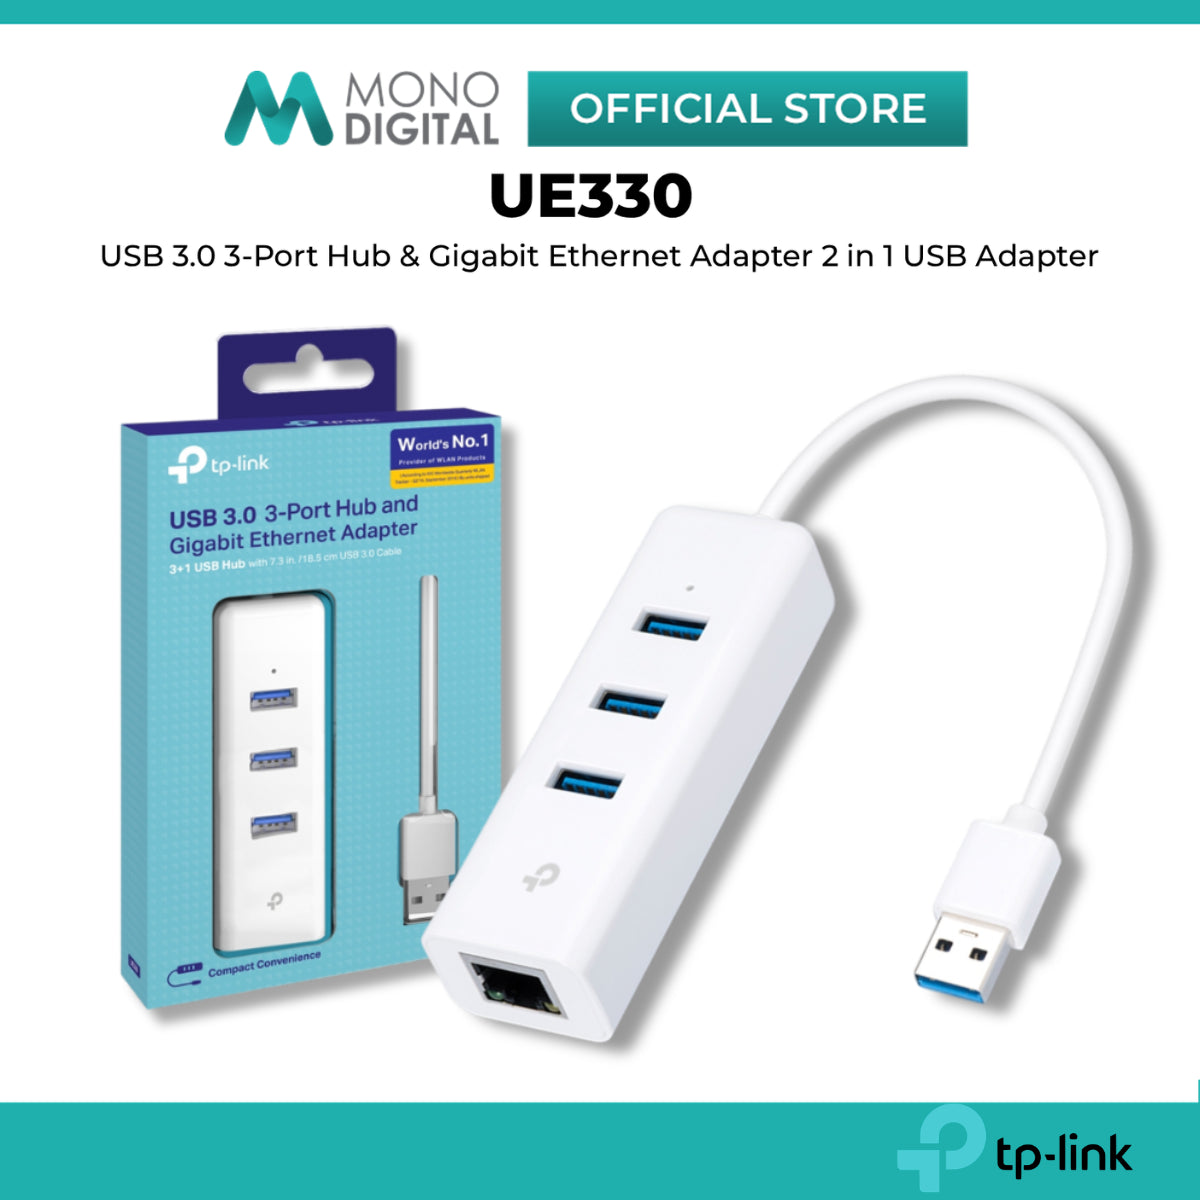 MONO
DIGITAL
OFFICIAL STORE
UE330
USB 3.0 3-Port Hub & Gigabit Ethernet Adapter 2 in 1 USB Adapter
tp-link
tp-link
World's No.1
Provider of WLAN Products
USB 3.0 3-Port Hub and
Gigabit Ethernet Adapter
3+1 USB Hub with 7.3 in. /18.5 cm USB 3.0 Cable
Compact Convenience
tp-link